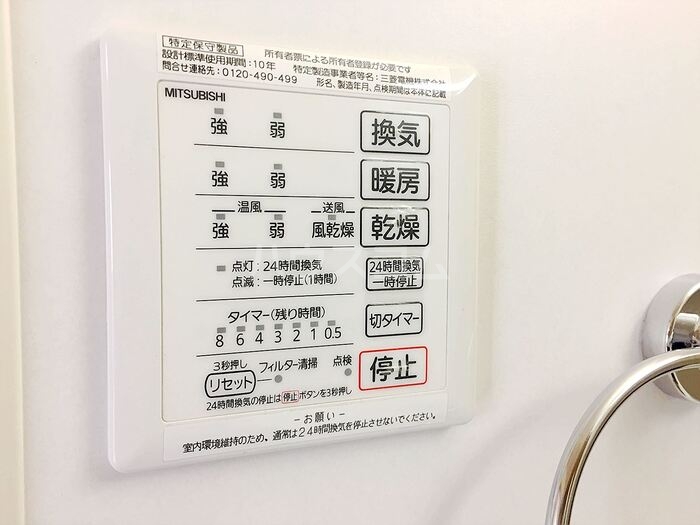 特定保守製品 所有者票による所有者登録が必要です
設計標準使用期間:10年 特定製造事業者等:三菱電機株式会社
問合せ連絡先:0120-490-499 形名、製造年月、点検期間は本体に記載
MITSUBISHI
強 弱 換気
強 弱 暖房
温風 送風
強 弱 風乾燥 乾燥
点灯:24時間換気
点滅:一時停止(1時間)
24時間換気
一時停止
タイマー(残り時間)
8 6 4 3 2 1 0.5
切タイマー
3秒押し
リセット フィルター清掃 点検
停止
24時間換気の停止は停止ボタンを3秒押し
-お願い-
室内環境維持のため、通常は24時間換気を停止させないでください。